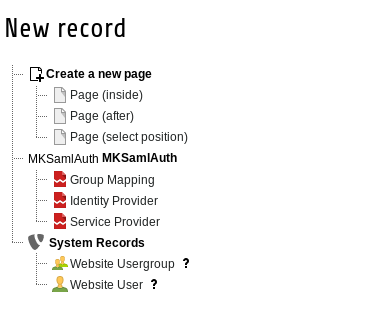 New record
Create a new page
Page (inside)
Page (after)
Page (select position)
MKSamlAuth MKSamlAuth
Group Mapping
Identity Provider
Service Provider
System Records
Website Usergroup ?
Website User ?